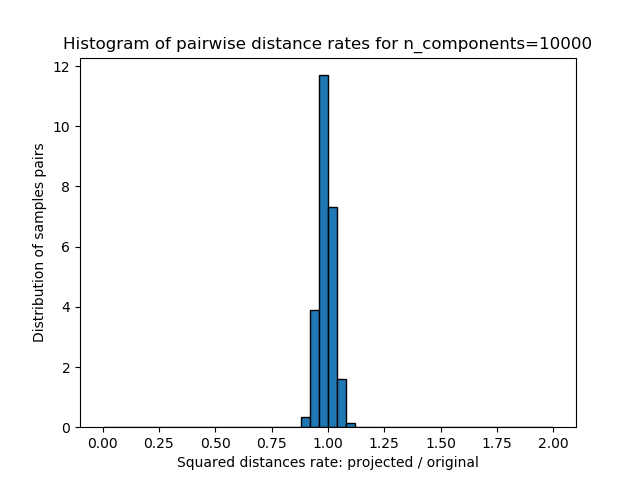 Histogram of pairwise distance rates for n_components=10000
12
10
8
6
4
2
0
Distribution of samples pairs
0.00 0.25 0.50 0.75 1.00 1.25 1.50 1.75 2.00
Squared distances rate: projected / original